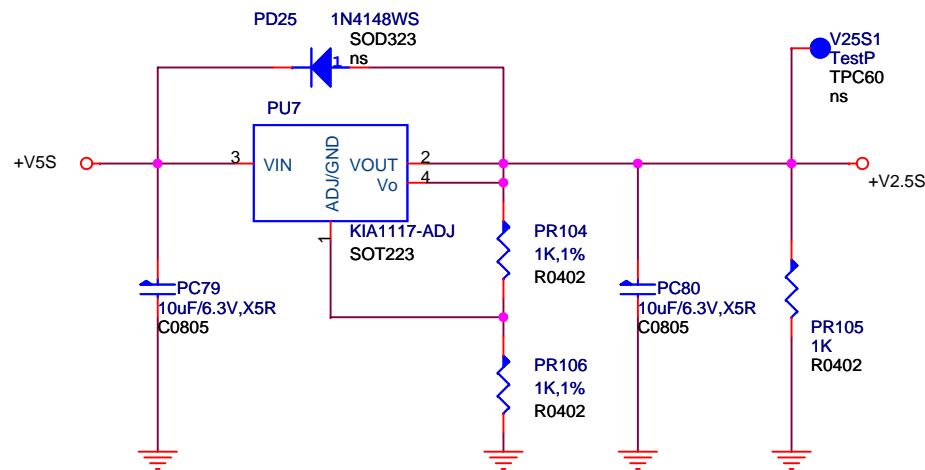 PD25 1N4148WS
SOD323
ns
1
V25S1
TestP
TPC60
ns
PU7
+V5S
3
VIN
ADJ/GND
VOUT
2
Vo
4
+V2.5S
1
KIA1117-ADJ
SOT223
PR104
1K,1%
R0402
PC79
10uF/6.3V,X5R
C0805
PC80
10uF/6.3V,X5R
C0805
PR105
1K
R0402
PR106
1K,1%
R0402